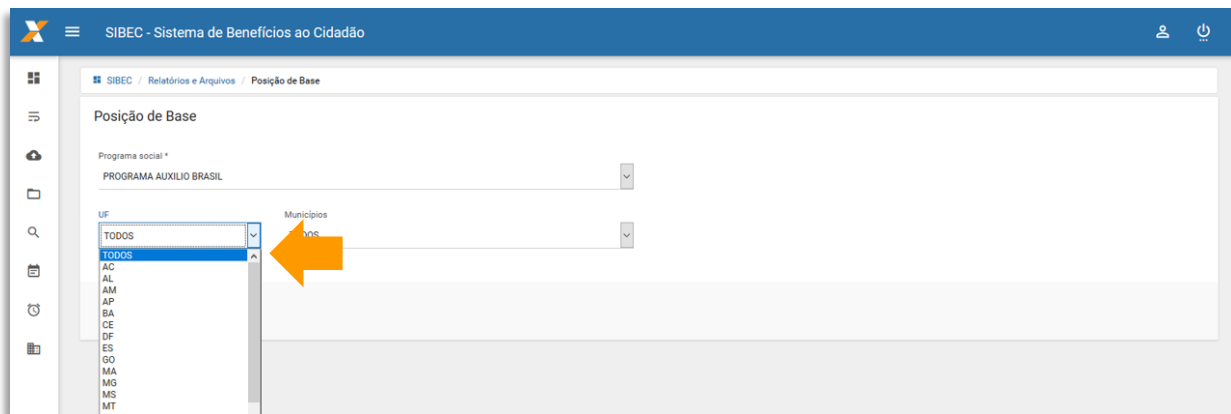 SIBEC - Sistema de Benefícios ao Cidadão
SIBEC / Relatórios e Arquivos / Posição de Base
Posição de Base
Programa social *
PROGRAMA AUXILIO BRASIL
UF Municípios
TODOS
TODOS
AC
AL
AM
AP
BA
CE
DF
ES
GO
MA
MG
MS
MT